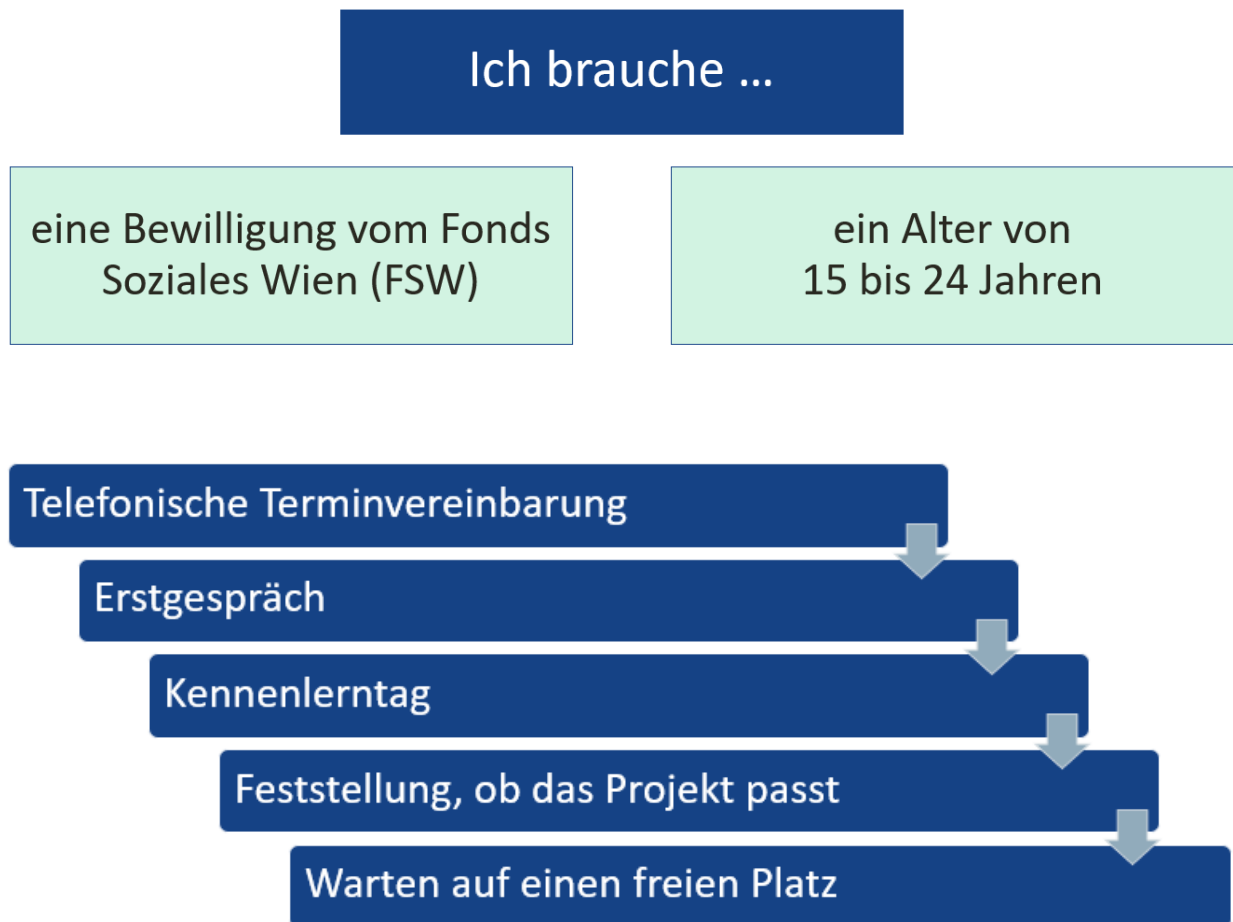 Ich brauche ...
eine Bewilligung vom Fonds
Soziales Wien (FSW)
ein Alter von
15 bis 24 Jahren
Telefonische Terminvereinbarung
Erstgespräch
Kennenlerntag
Feststellung, ob das Projekt passt
Warten auf einen freien Platz